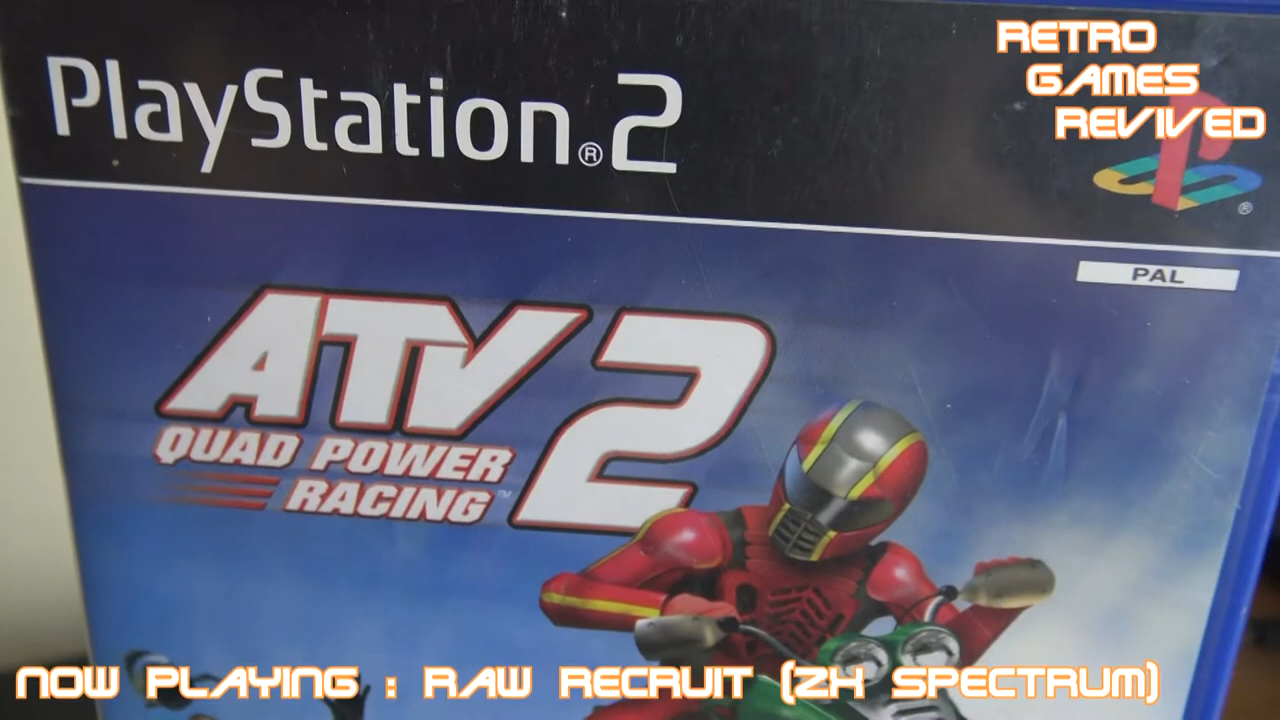 PlayStation®2
RETRO
GAMES
REVIVED
®
PAL
ATV 2
QUAD POWER
RACING™
NOW PLAYING : RAW RECRUIT (ZX SPECTRUM)